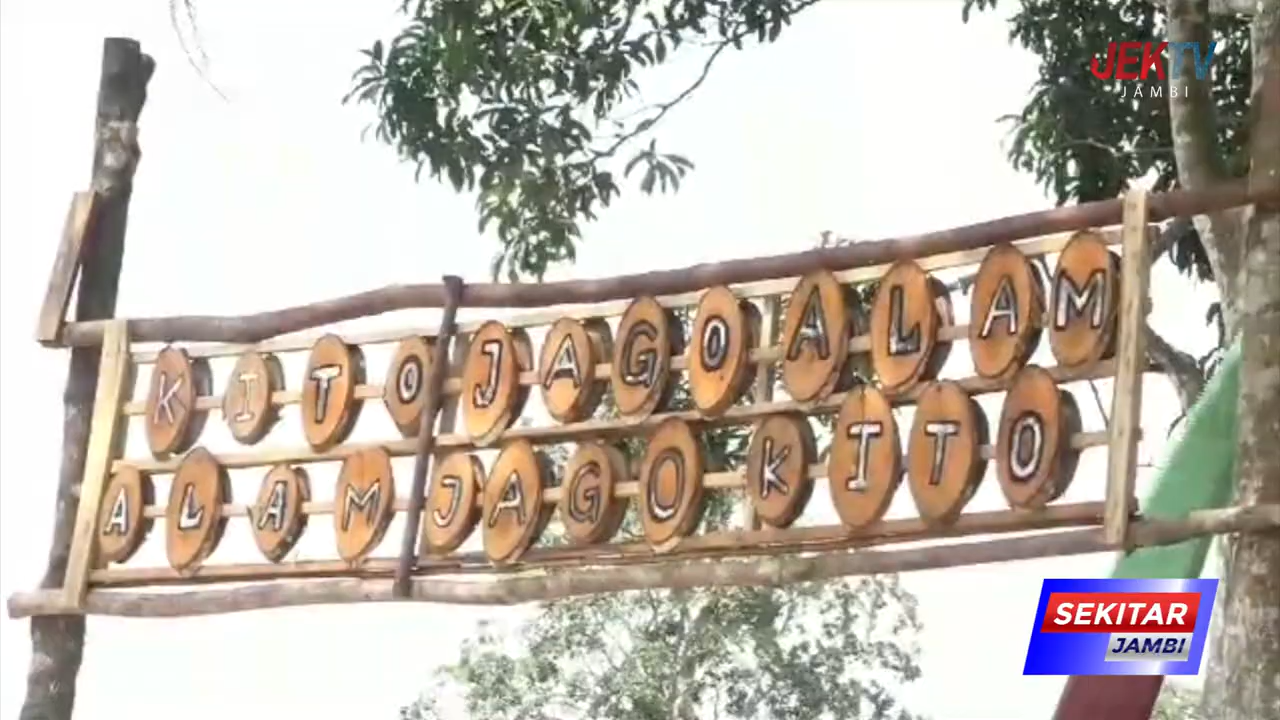 JEKTV
JAMBI
KITO JAGO ALAM
ALAM JAGO KITO
SEKITAR
JAMBI